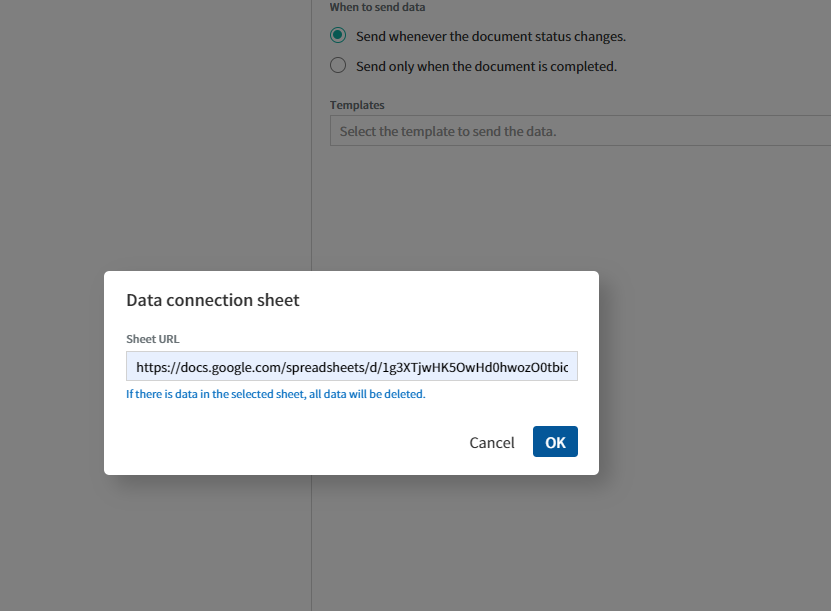 When to send data
Send whenever the document status changes.
Send only when the document is completed.
Templates
Select the template to send the data.
Data connection sheet
Sheet URL
https://docs.google.com/spreadsheets/d/1g3XTjwHK5OwHd0hwozO0tbic
If there is data in the selected sheet, all data will be deleted.
Cancel
OK